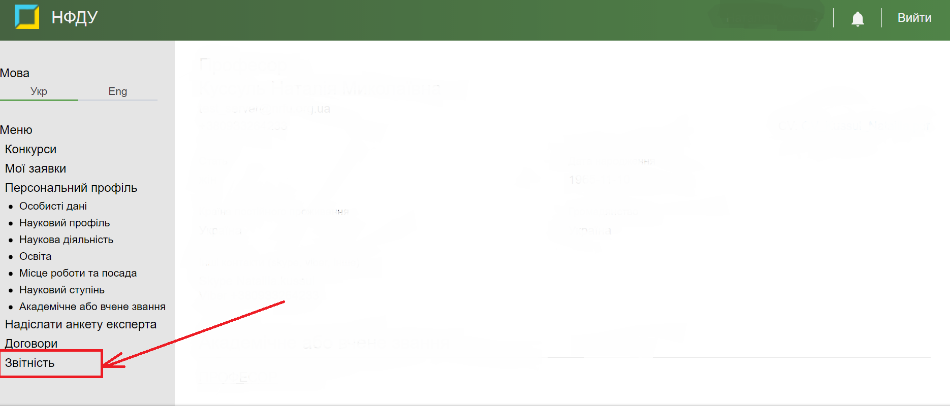 НФДУ
Вийти
Мова
Укр Eng
Меню
Конкурси
Мої заявки
Персональний профіль
Особисті дані
Науковий профіль
Наукова діяльність
Освіта
Місце роботи та посада
Науковий ступінь
Академічне або вчене звання
Надіслати анкету експерта
Договори
Звітність